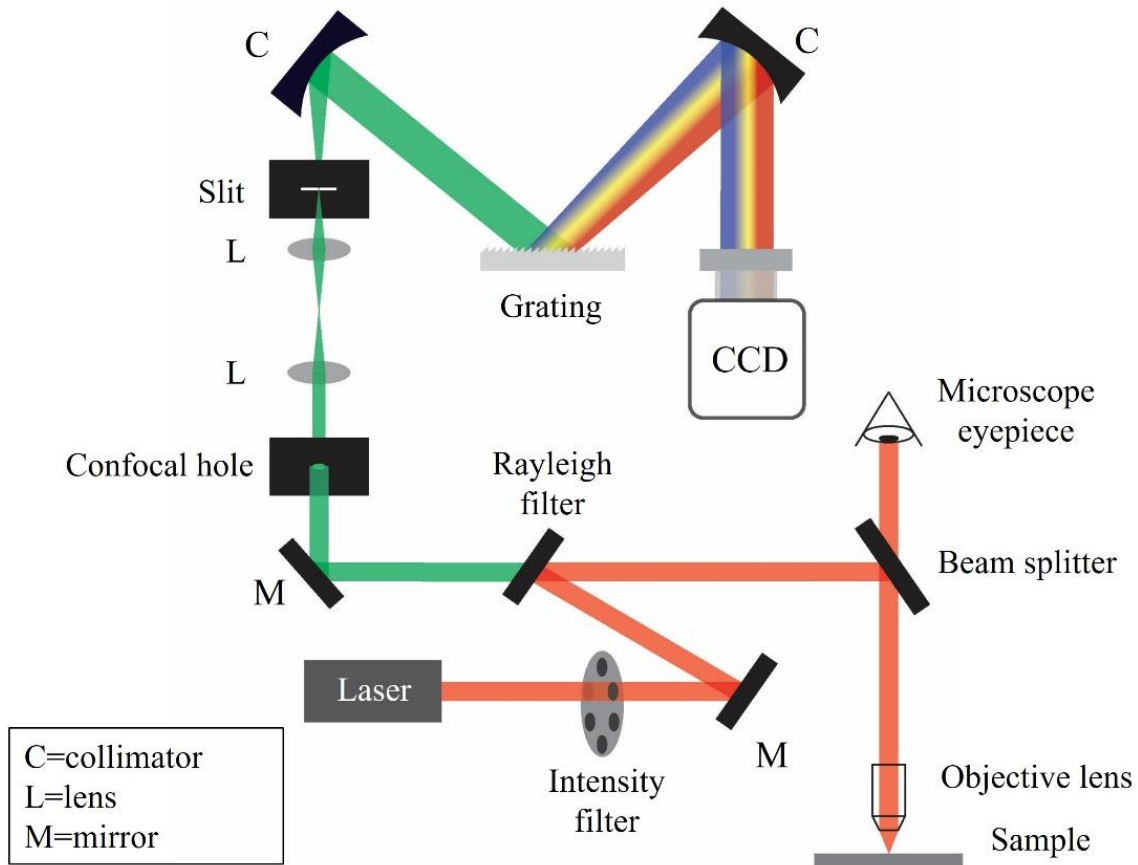 C
C
Slit
L
Grating
CCD
L
Microscope
eyepiece
Confocal hole
Rayleigh
filter
Beam splitter
M
Laser
M
Intensity
filter
Objective lens
Sample
C=collimator
L=lens
M=mirror